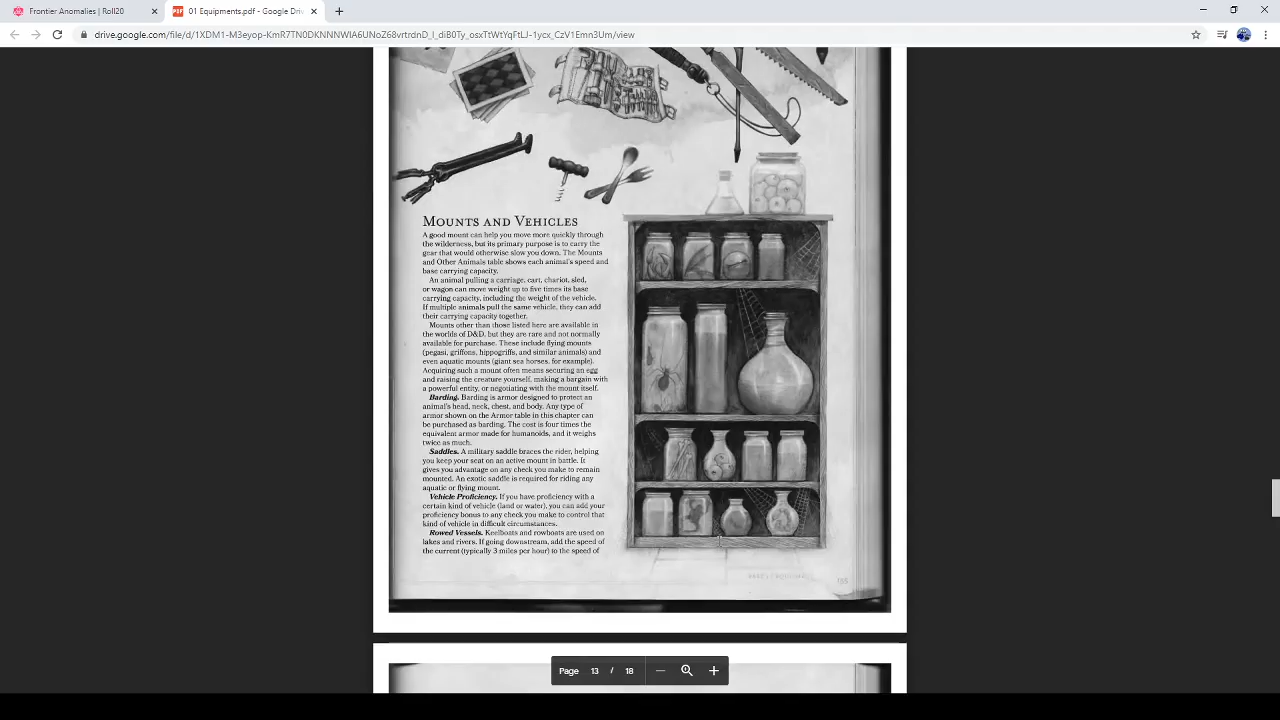 Frontier Anomalies | Roll20
01 Equipments.pdf - Google Driv
drive.google.com/file/d/1XDM1-M3eyop-KmR7TN0DKNNNWlA6UNoZ68vrtrdnD_l_diB0Ty_osxTtWtYqFtLJ-1ycx_CzV1Emn3Um/view
MOUNTS AND VEHICLES
A good mount can help you move more quickly through
the wilderness, but its primary purpose is to carry the
gear that would otherwise slow you down. The Mounts
and Other Animals table shows each animal's speed and
base carrying capacity.
An animal pulling a carriage, cart, chariot, sled,
or wagon can move weight up to five times its base
carrying capacity, including the weight of the vehicle.
If multiple animals pull the same vehicle, they can add
their carrying capacity together.
Mounts other than those listed here are available in
the worlds of D&D, but they are rare and not normally
available for purchase. These include flying mounts
(pegasi, griffons, hippogriffs, and similar animals) and
even aquatic mounts (giant sea horses, for example).
Acquiring such a mount often means securing an egg
and raising the creature yourself, making a bargain with
a powerful entity, or negotiating with the mount itself.
Barding. Barding is armor designed to protect an
animal's head, neck, chest, and body. Any type of
armor shown on the Armor table in this chapter can
be purchased as barding. The cost is four times the
equivalent armor made for humanoids, and it weighs
twice as much.
Saddles. A military saddle braces the rider, helping
you keep your seat on an active mount in battle. It
gives you advantage on any check you make to remain
mounted. An exotic saddle is required for riding any
aquatic or flying mount.
Vehicle Proficiency. If you have proficiency with a
certain kind of vehicle (land or water), you can add your
proficiency bonus to any check you make to control that
kind of vehicle in difficult circumstances.
Rowed Vessels. Keelboats and rowboats are used on
lakes and rivers. If going downstream, add the speed of
the current (typically 3 miles per hour) to the speed of
155
Page 13 / 18